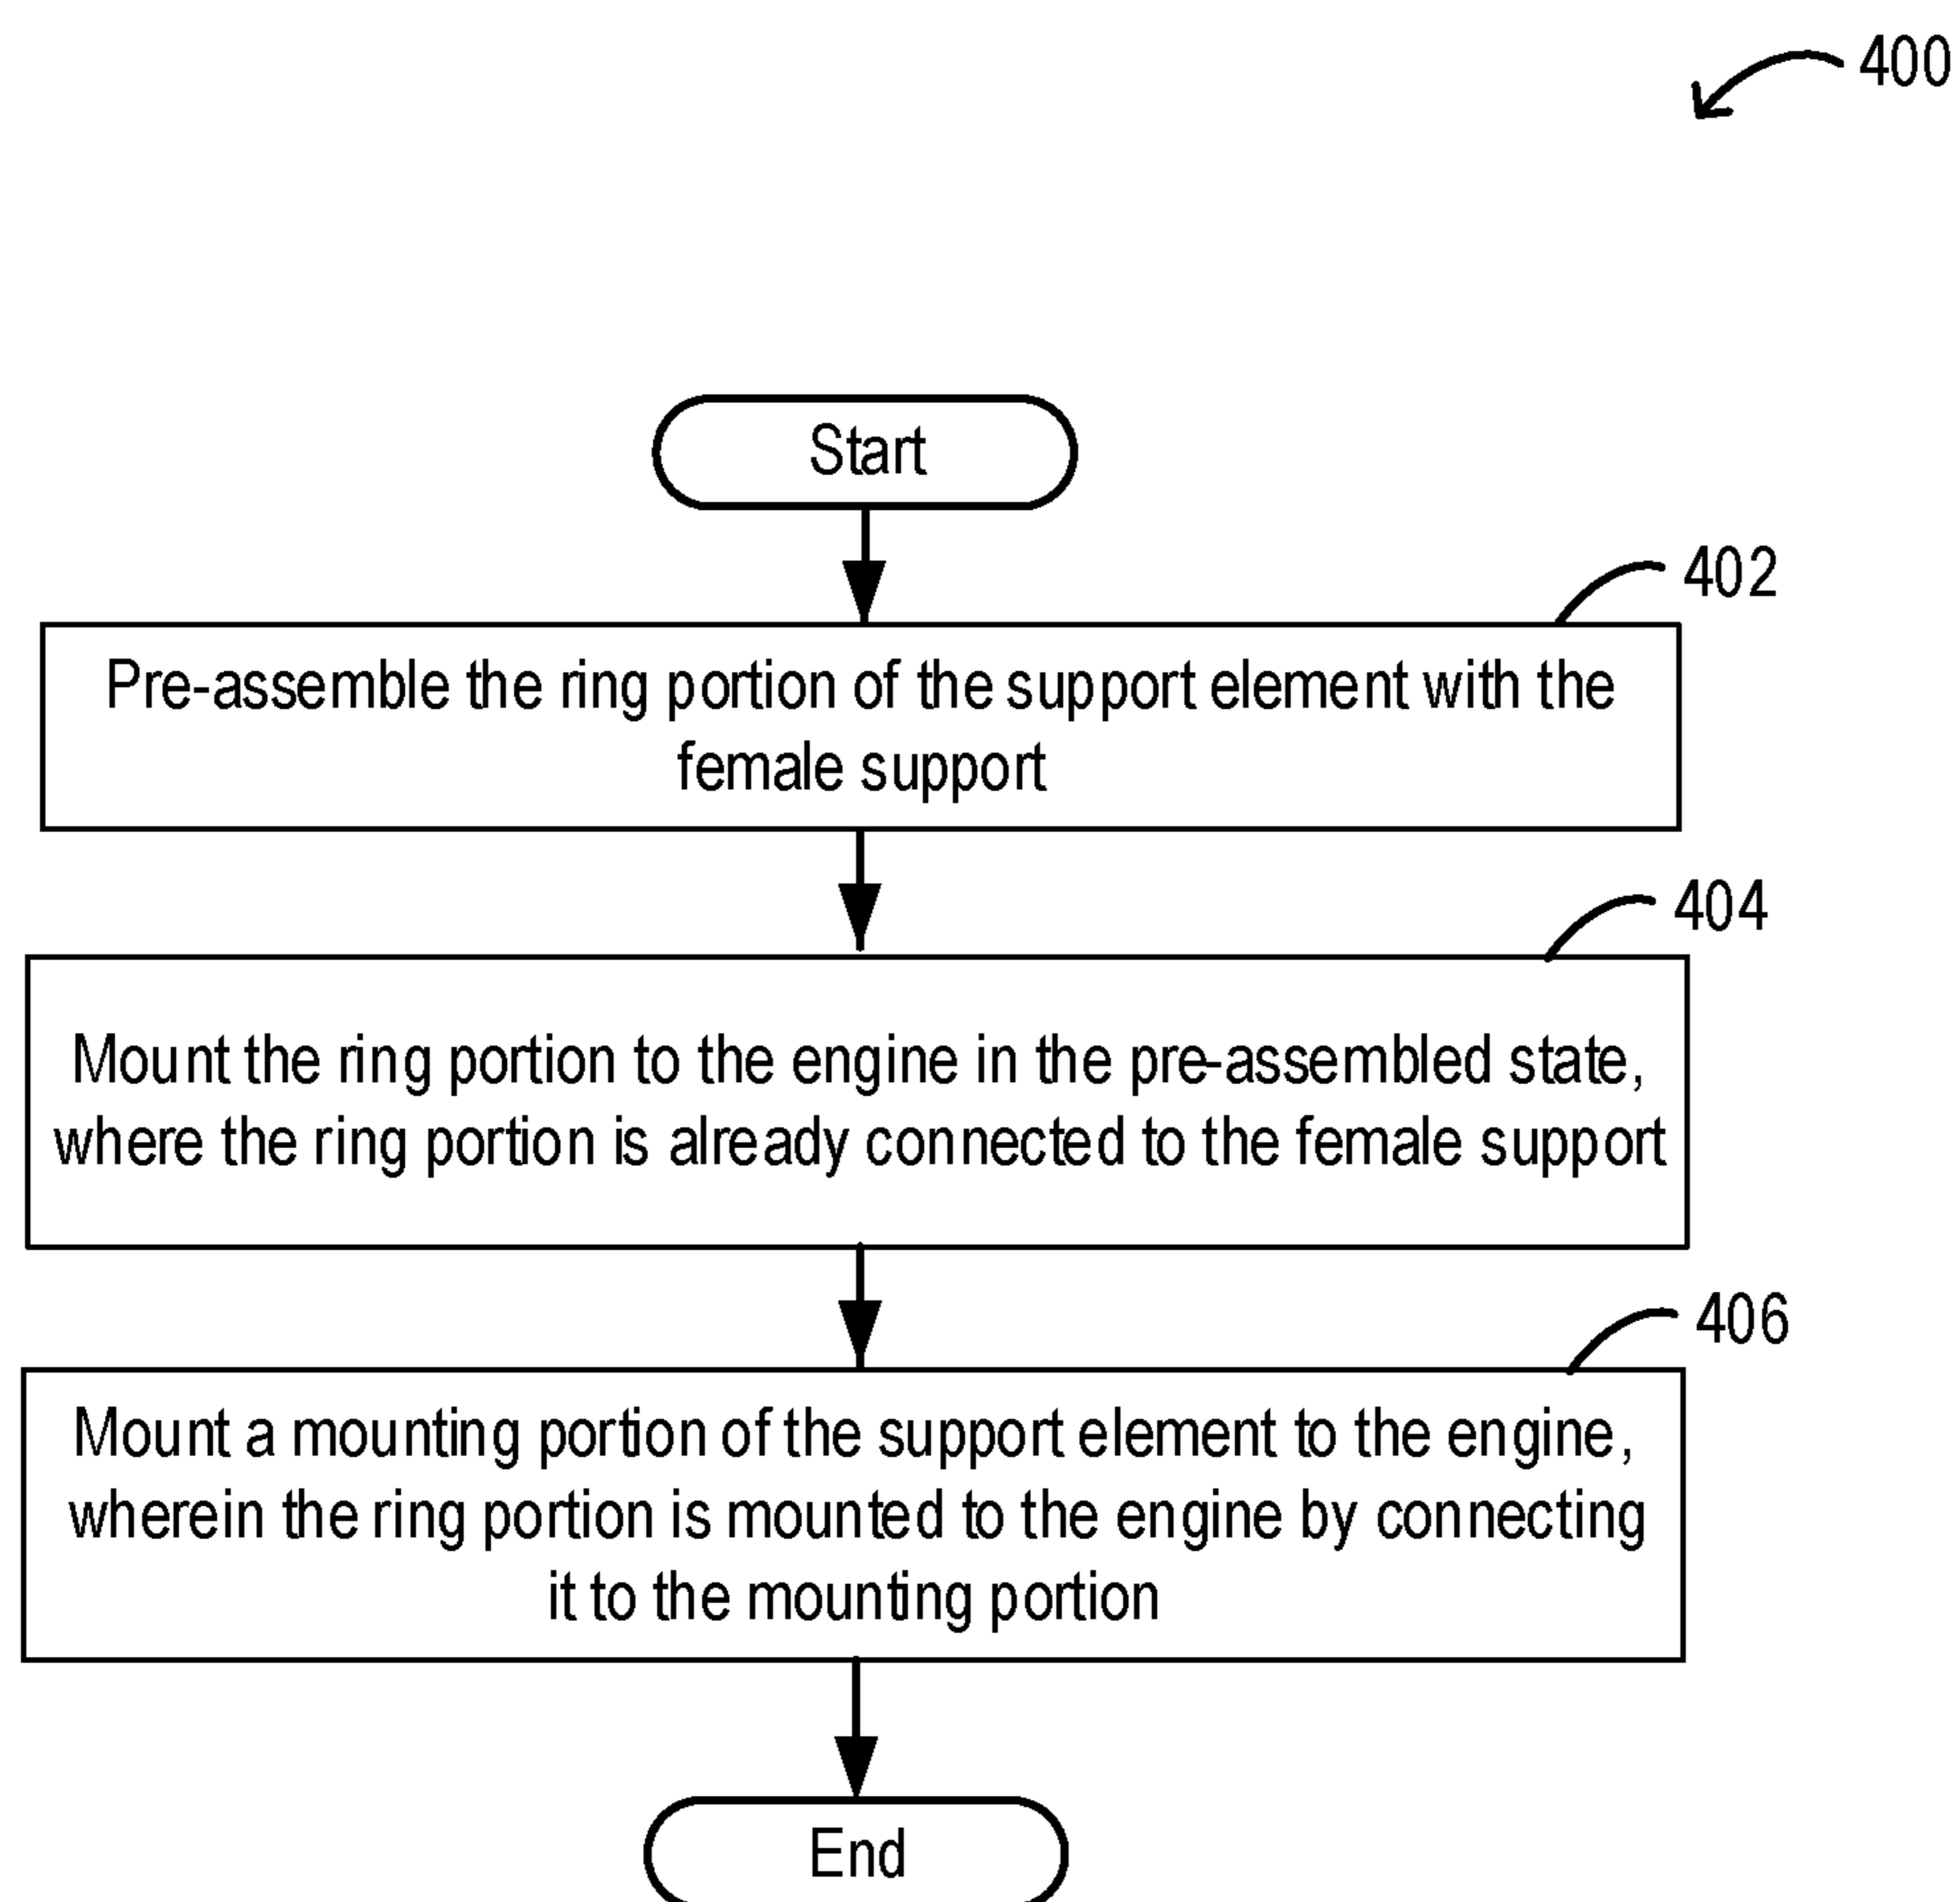 400
Start
402
Pre-assemble the ring portion of the support element with the
female support
404
Mount the ring portion to the engine in the pre-assembled state,
where the ring portion is already connected to the female support
406
Mount a mounting portion of the support element to the engine,
wherein the ring portion is mounted to the engine by connecting
it to the mounting portion
End